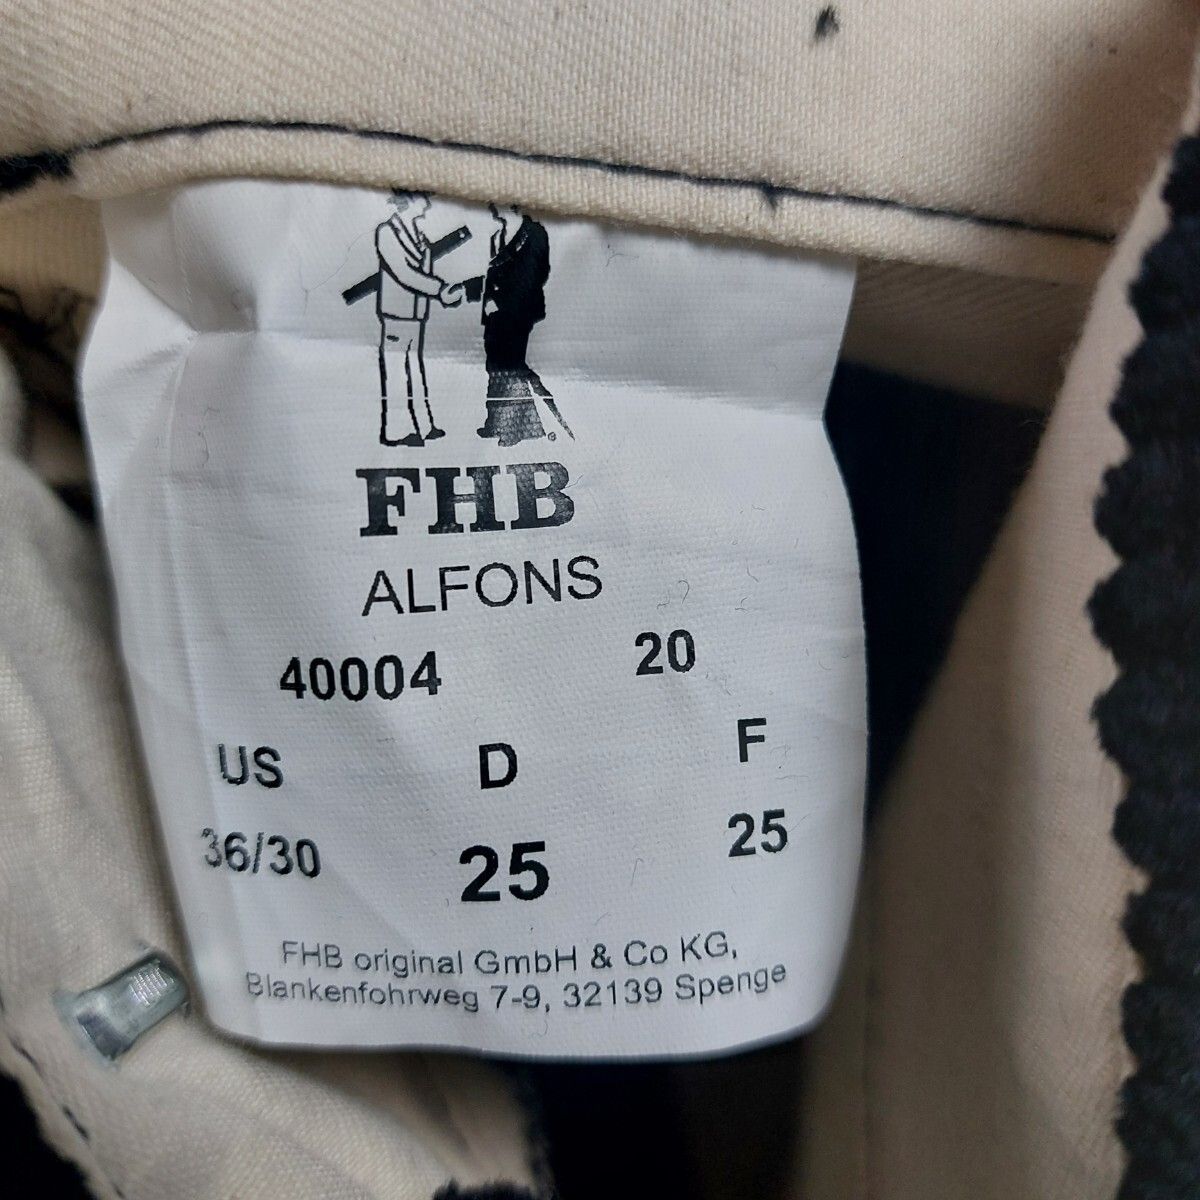 FHB
ALFONS
40004 20
US D F
36/30 25 25
FHB original GmbH & Co KG,
Blankenfohrweg 7-9, 32139 Spenge